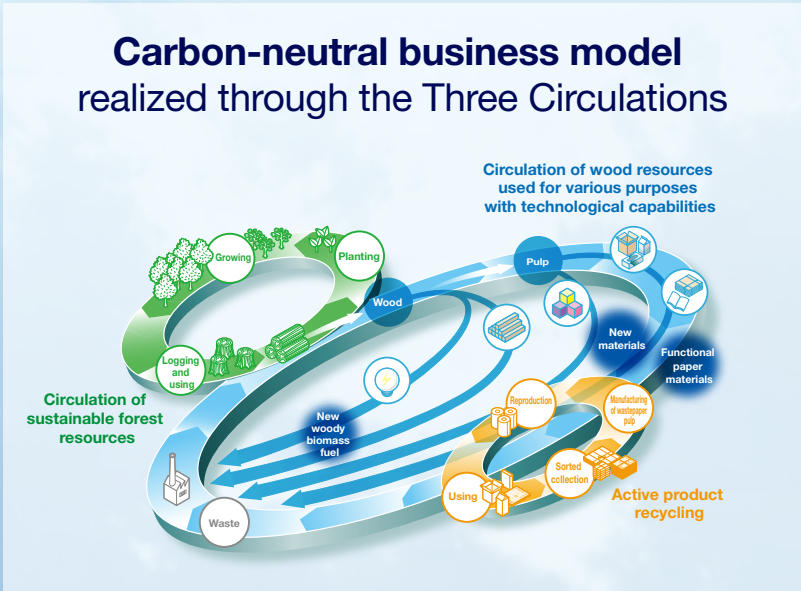 Carbon-neutral business model
realized through the Three Circulations
Circulation of wood resources
used for various purposes
with technological capabilities
Growing
Planting
Pulp
Wood
New
materials
Functional
paper
materials
Logging
and
using
Circulation of
sustainable forest
resources
New
woody
biomass
fuel
Reproduction
Manufacturing
of wastepaper
pulp
Sorted
collection
Using
Active product
recycling
Waste